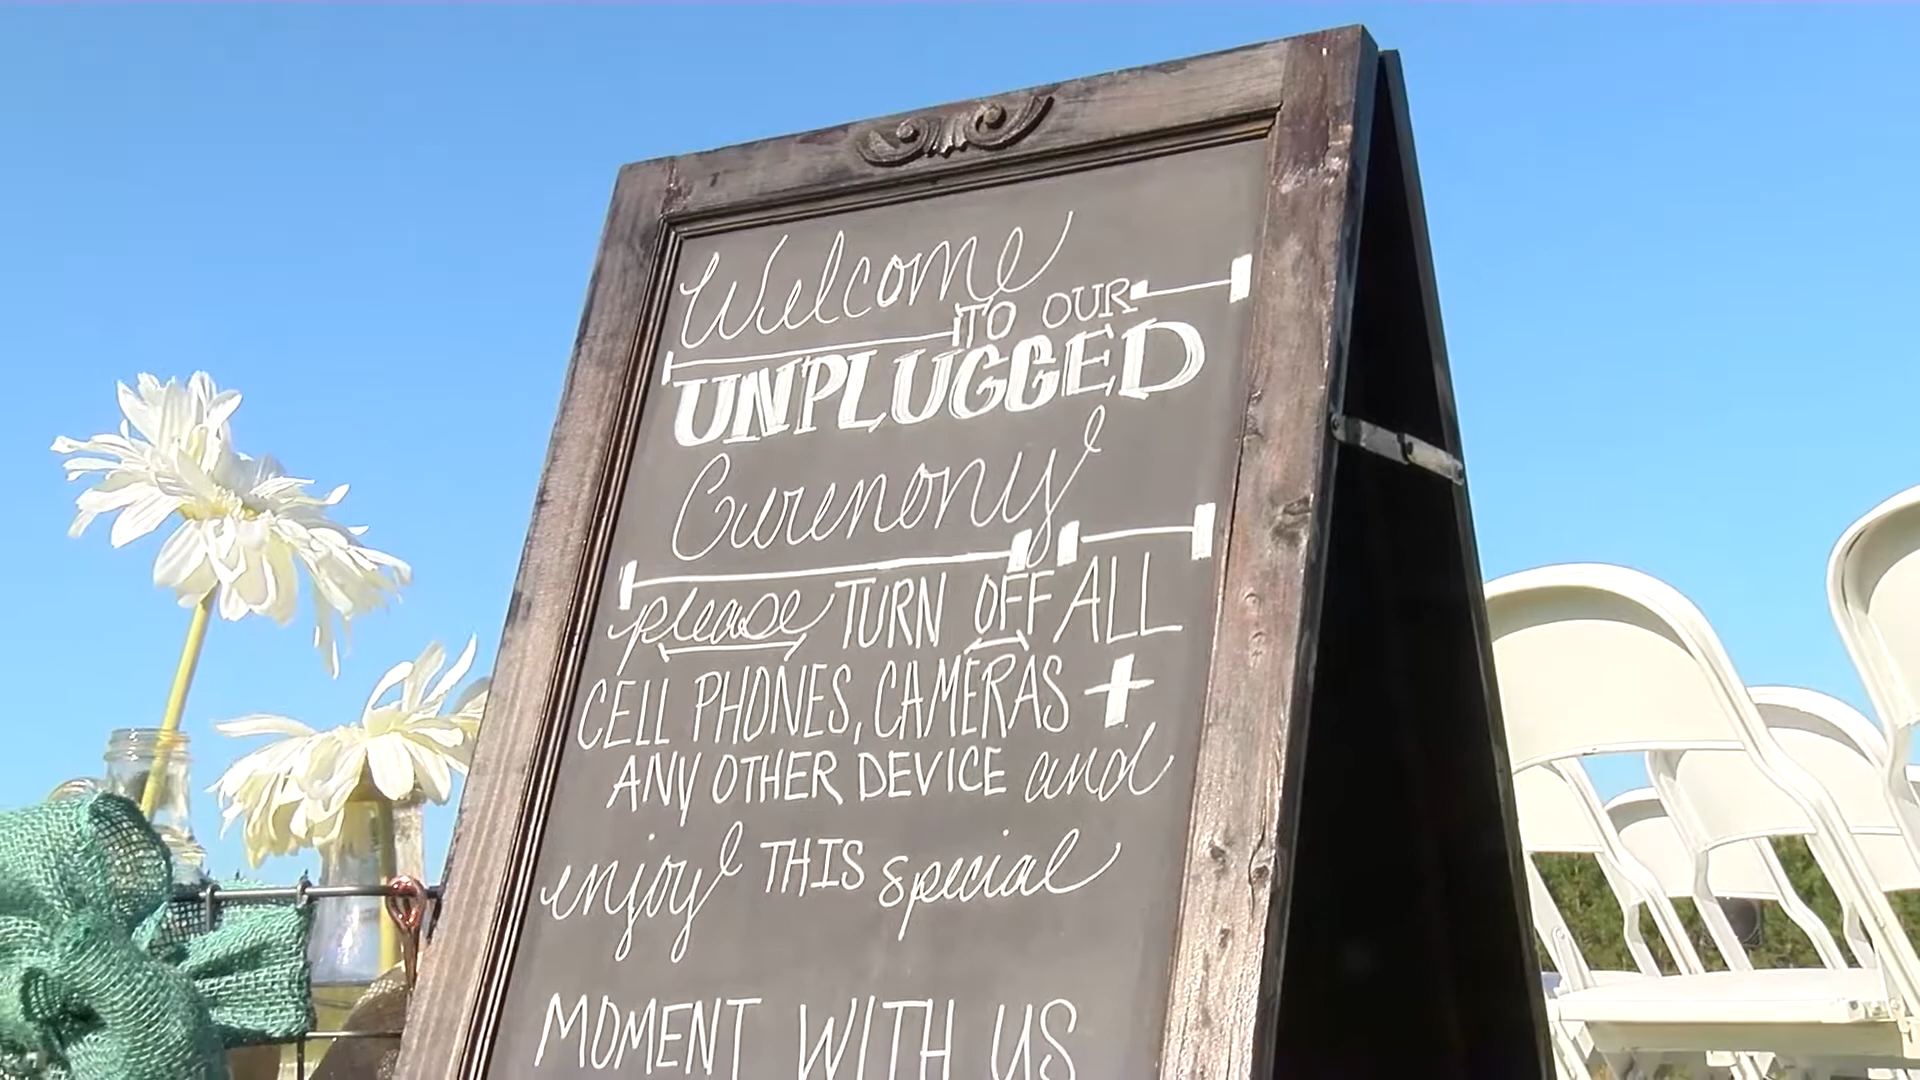 Welcome
TO OUR
UNPLUGGED
Ceremony
please TURN OFF ALL
CELL PHONES, CAMERAS +
ANY OTHER DEVICE and
enjoy THIS special
MOMENT WITH US